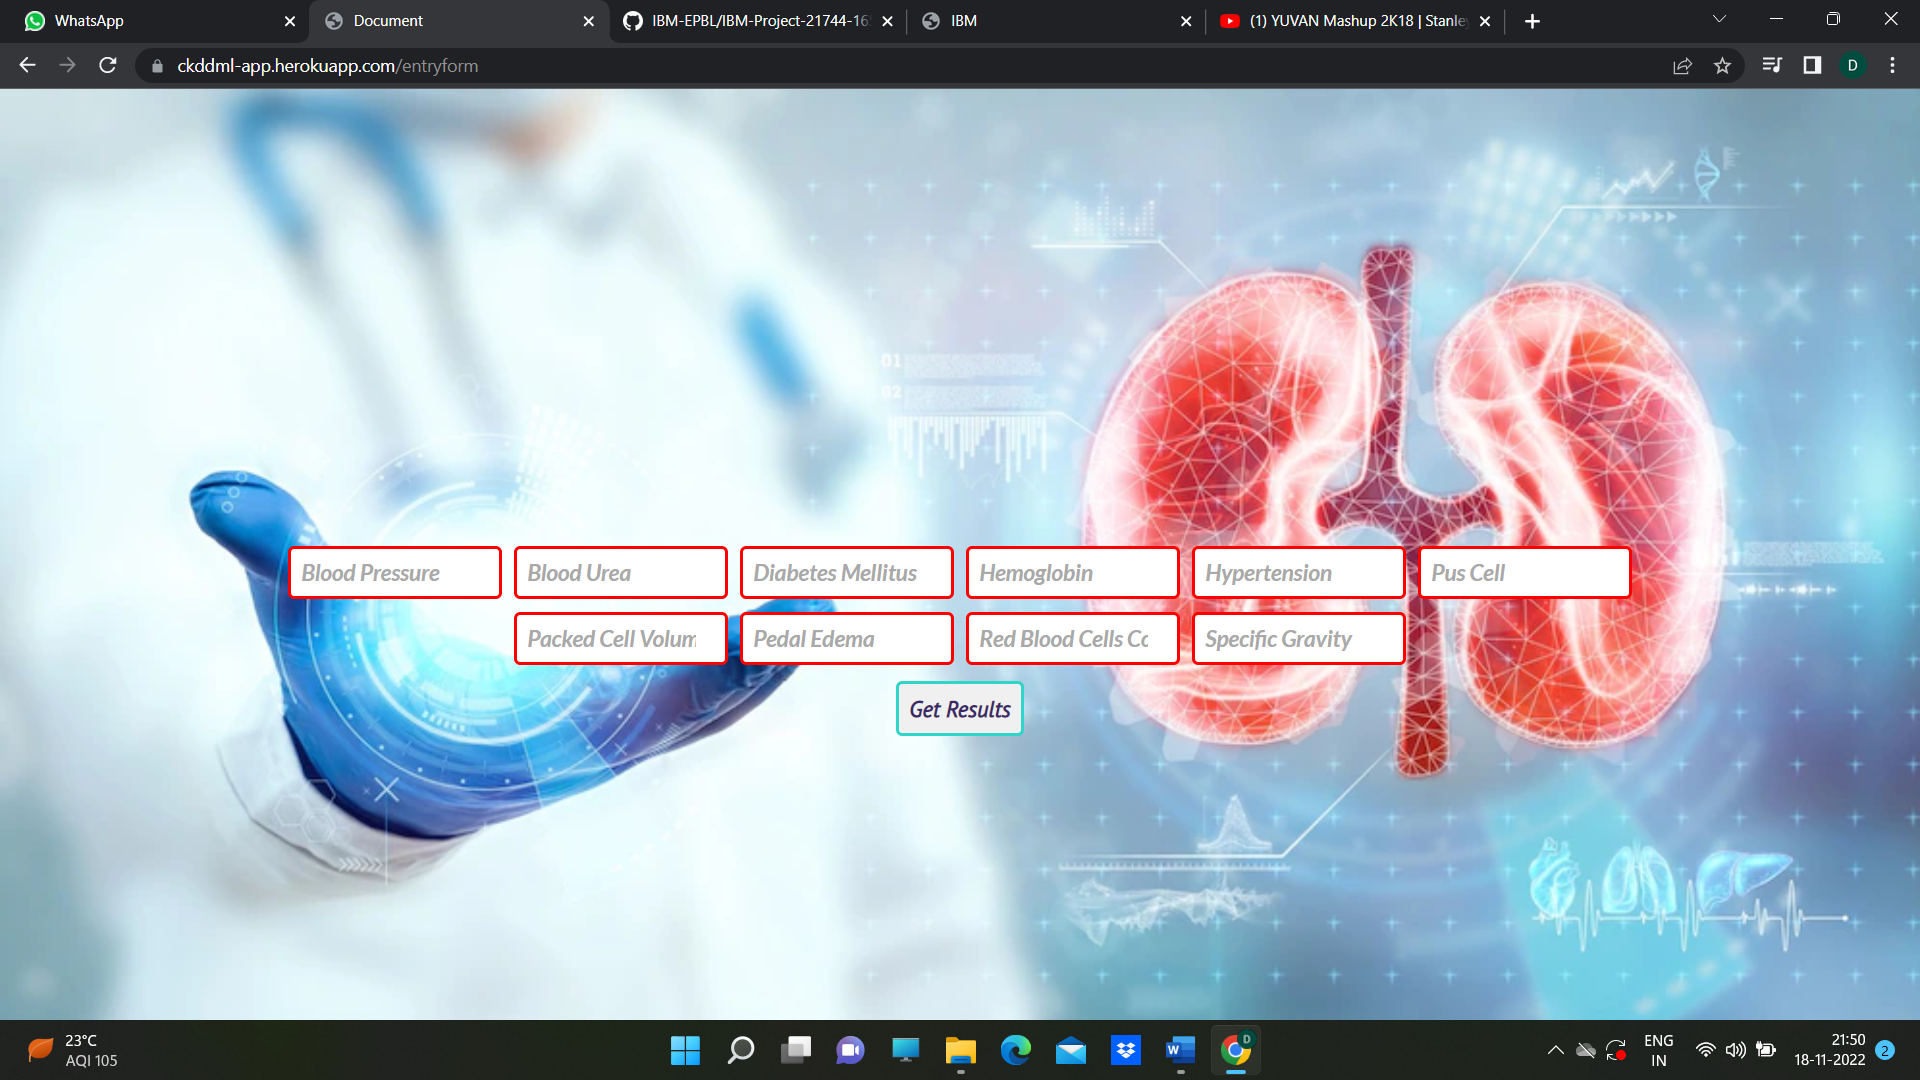 WhatsApp
Document
IBM-EPBL/IBM-Project-21744-16
IBM
(1) YUVAN Mashup 2K18 | Stanle
ckddml-app.herokuapp.com/entryform
D
01
02
Blood Pressure
Blood Urea
Diabetes Mellitus
Hemoglobin
Hypertension
Pus Cell
Packed Cell Volum
Pedal Edema
Red Blood Cells Co
Specific Gravity
Get Results
23°C
AQI 105
W
D
ENG
IN
21:50
18-11-2022
2